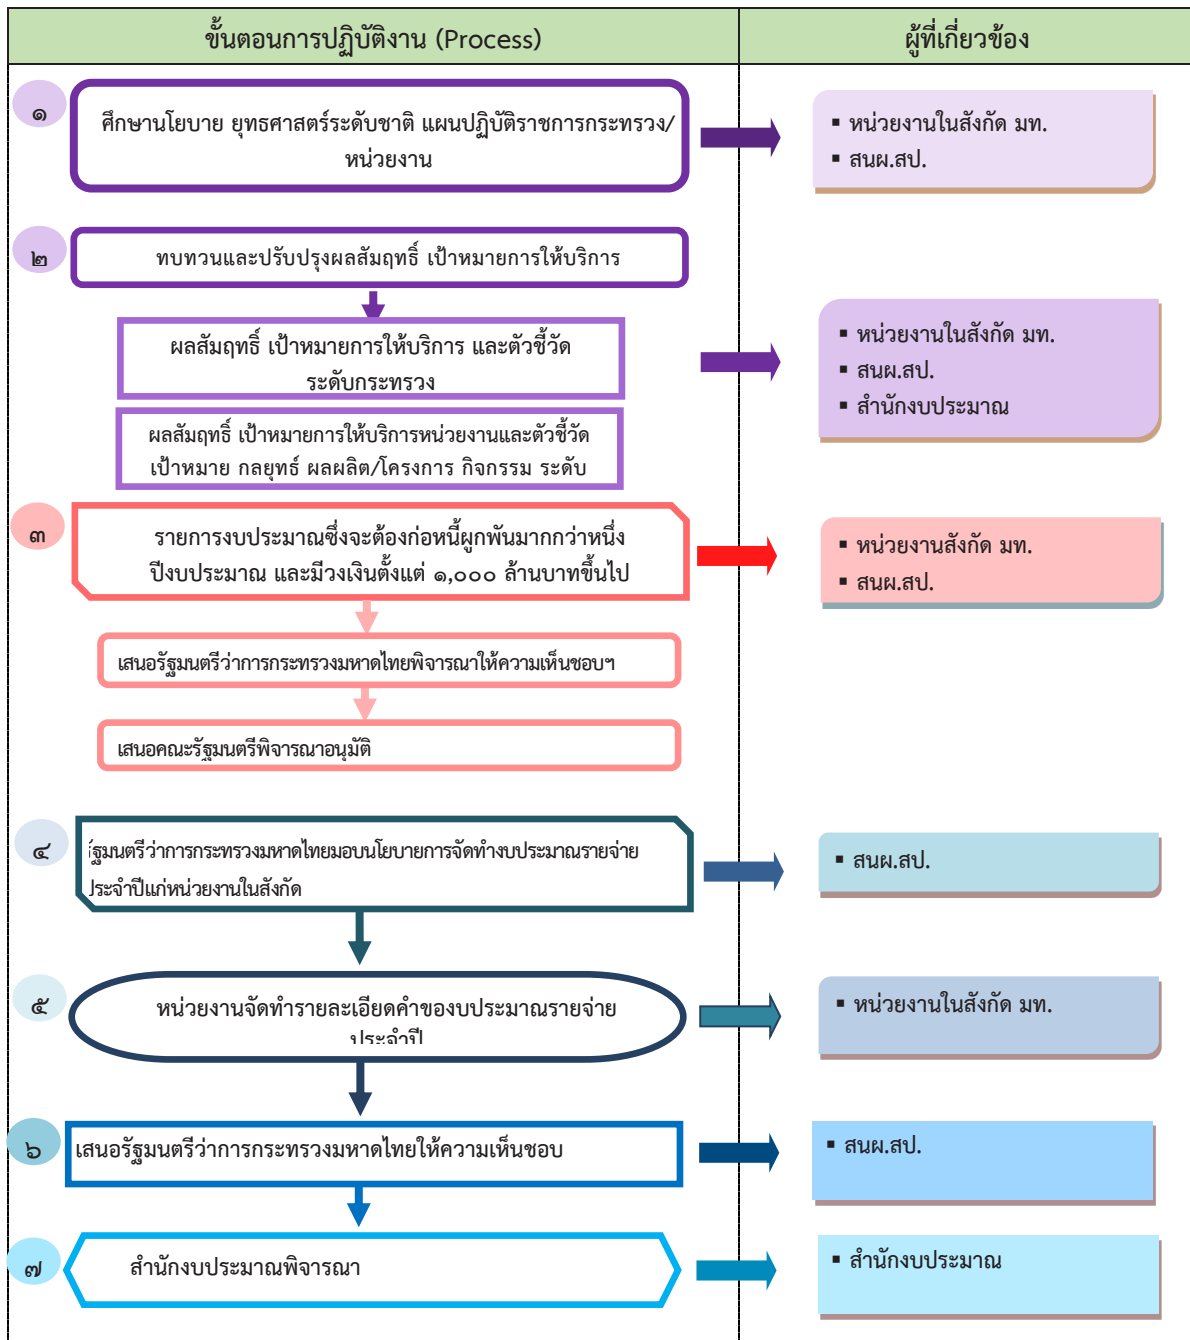 ขั้นตอนการปฏิบัติงาน (Process)
ผู้ที่เกี่ยวข้อง
๑
ศึกษานโยบาย ยุทธศาสตร์ระดับชาติ แผนปฏิบัติราชการกระทรวง/
หน่วยงาน
▪ หน่วยงานในสังกัด มท.
▪ สนผ.สป.
๒
ทบทวนและปรับปรุงผลสัมฤทธิ์ เป้าหมายการให้บริการ
ผลสัมฤทธิ์ เป้าหมายการให้บริการ และตัวชี้วัด
ระดับกระทรวง
ผลสัมฤทธิ์ เป้าหมายการให้บริการหน่วยงานและตัวชี้วัด
เป้าหมาย กลยุทธ์ ผลผลิต/โครงการ กิจกรรม ระดับ
▪ หน่วยงานในสังกัด มท.
▪ สนผ.สป.
▪ สำนักงบประมาณ
๓
รายการงบประมาณซึ่งจะต้องก่อหนี้ผูกพันมากกว่าหนึ่ง
ปีงบประมาณ และมีวงเงินตั้งแต่ ๑,๐๐๐ ล้านบาทขึ้นไป
▪ หน่วยงานสังกัด มท.
▪ สนผ.สป.
เสนอรัฐมนตรีว่าการกระทรวงมหาดไทยพิจารณาให้ความเห็นชอบฯ
เสนอคณะรัฐมนตรีพิจารณาอนุมัติ
๔
รัฐมนตรีว่าการกระทรวงมหาดไทยมอบนโยบายการจัดทำงบประมาณรายจ่าย
ประจำปีแก่หน่วยงานในสังกัด
▪ สนผ.สป.
๕
หน่วยงานจัดทำรายละเอียดคำของบประมาณรายจ่าย
ประจำปี
▪ หน่วยงานในสังกัด มท.
๖
เสนอรัฐมนตรีว่าการกระทรวงมหาดไทยให้ความเห็นชอบ
▪ สนผ.สป.
๗
สำนักงบประมาณพิจารณา
▪ สำนักงบประมาณ